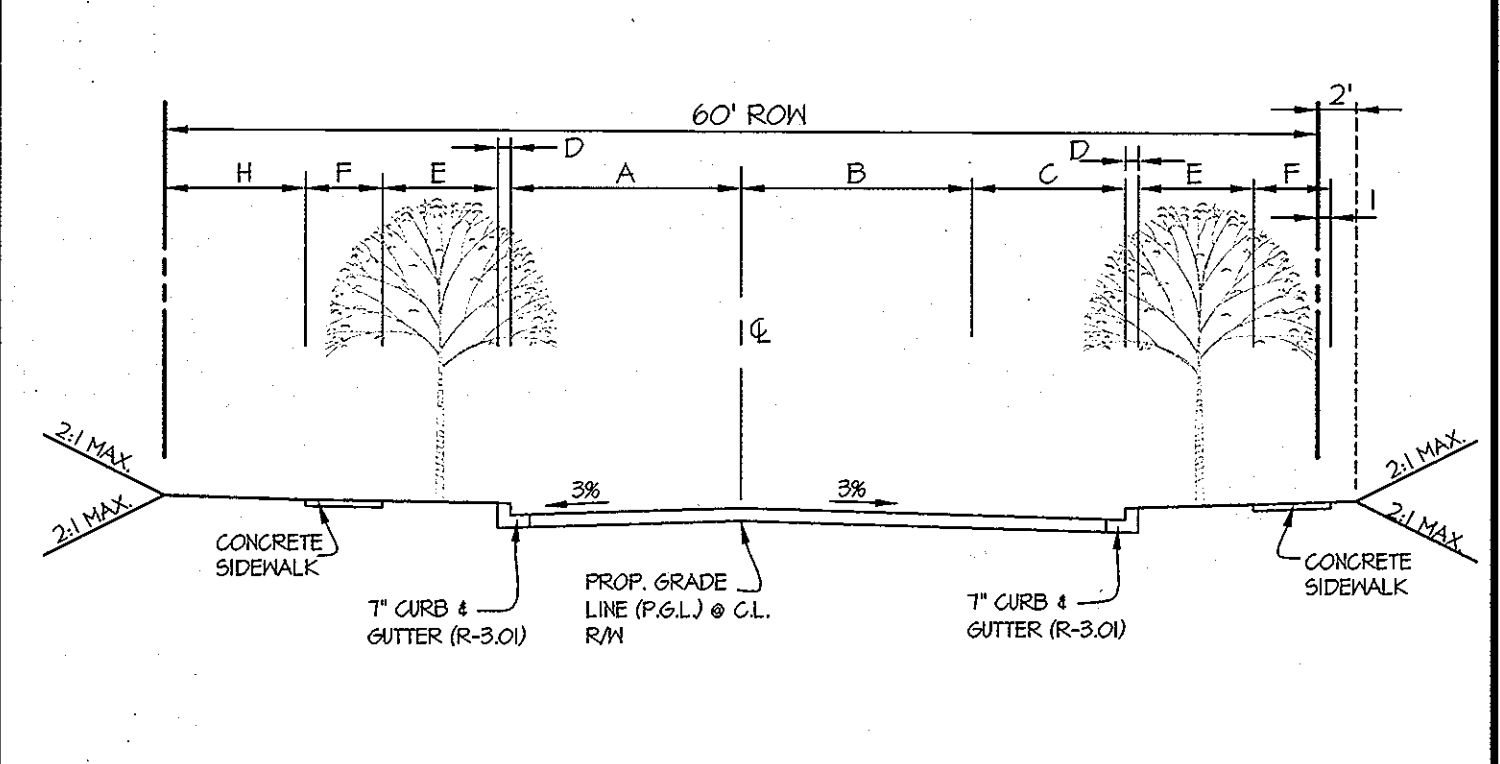 2'
60' ROW
D
D
H
F
E
A
B
C
E
F
I
℄
2:1 MAX.
2:1 MAX.
3%
3%
2:1 MAX.
2:1 MAX.
CONCRETE
SIDEWALK
7" CURB &
GUTTER (R-3.01)
PROP. GRADE
LINE (P.G.L.) @ C.L.
R/W
7" CURB &
GUTTER (R-3.01)
CONCRETE
SIDEWALK